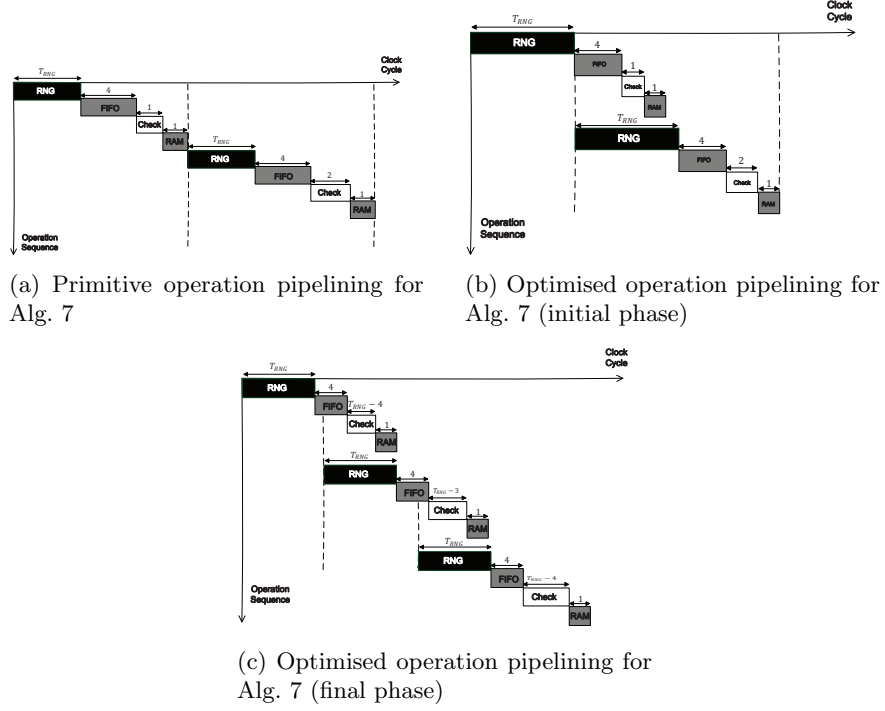 Clock
Cycle
T_RNG
RNG
4
FIFO
1
Check
1
RAM
T_RNG
RNG
4
FIFO
2
Check
1
RAM
Operation
Sequence
(a) Primitive operation pipelining for
Alg. 7
Clock
Cycle
T_RNG
RNG
4
FIFO
1
Check
1
RAM
T_RNG
RNG
4
FIFO
2
Check
1
RAM
Operation
Sequence
(b) Optimised operation pipelining for
Alg. 7 (initial phase)
Clock
Cycle
T_RNG
RNG
4
FIFO
T_RNG − 4
Check
1
RAM
T_RNG
RNG
4
FIFO
T_RNG − 3
Check
1
RAM
T_RNG
RNG
4
FIFO
T_RNG − 4
Check
1
RAM
Operation
Sequence
(c) Optimised operation pipelining for
Alg. 7 (final phase)